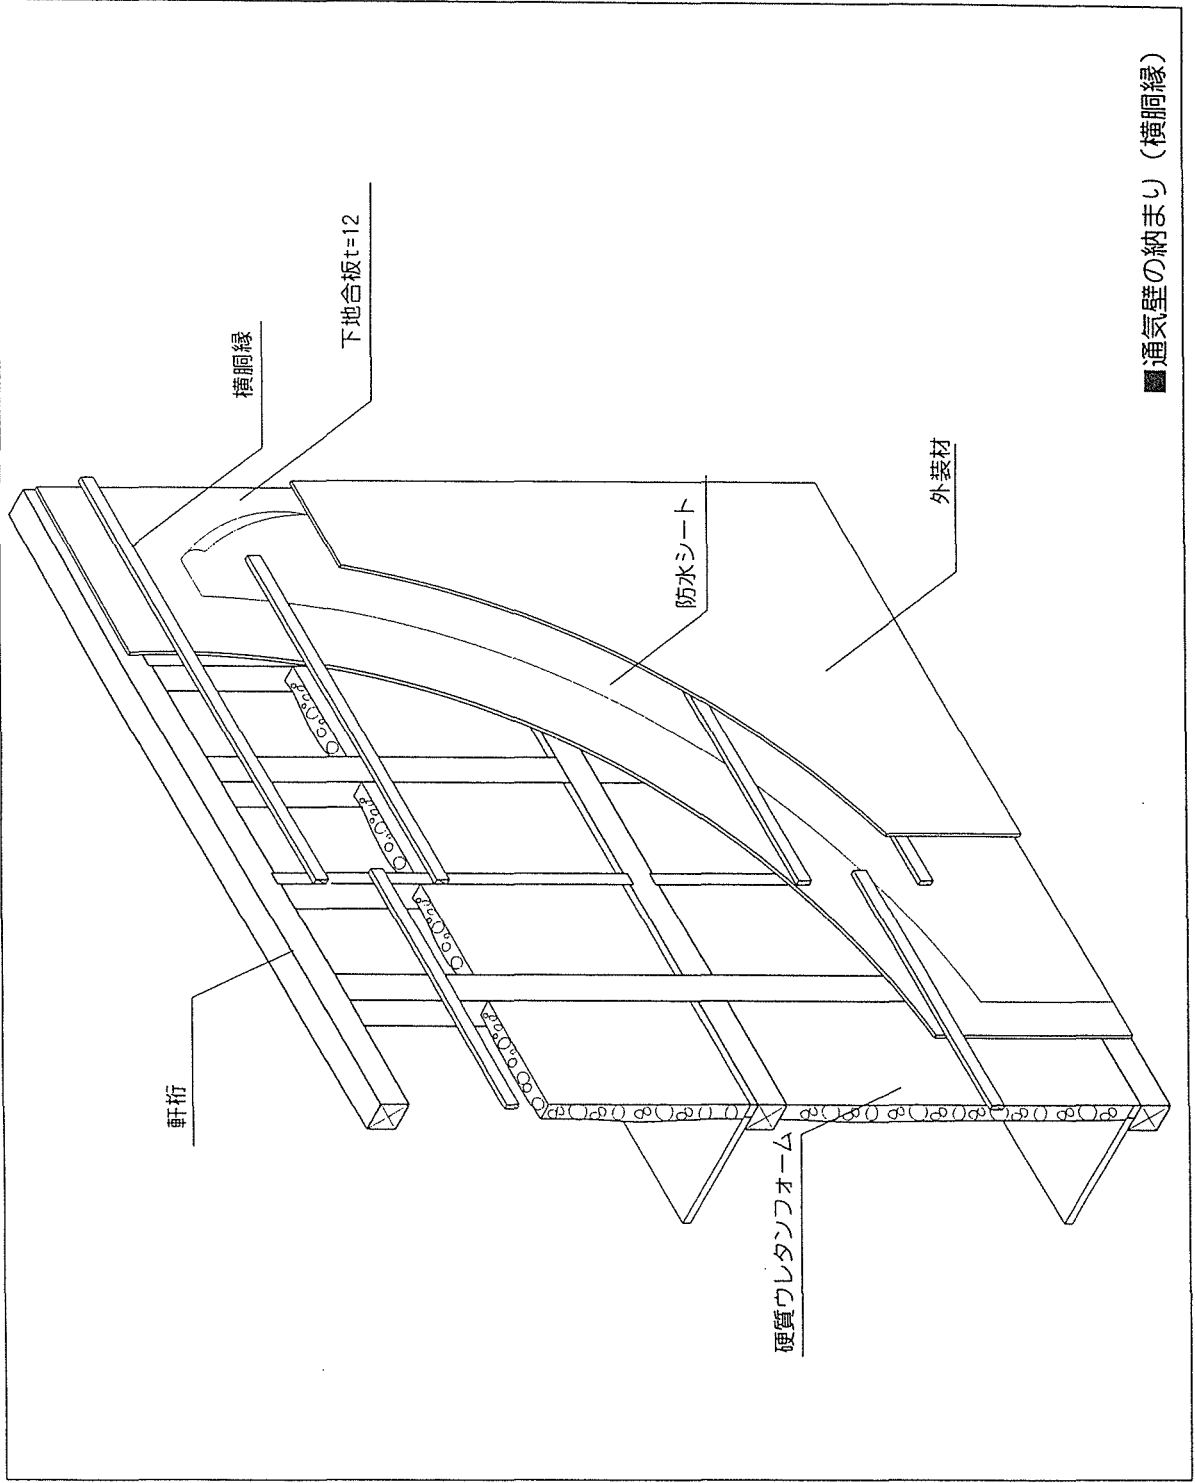 ■通気壁の納まり（横胴縁）
横胴縁
下地合板t=12
軒桁
防水シート
外装材
硬質ウレタンフォーム